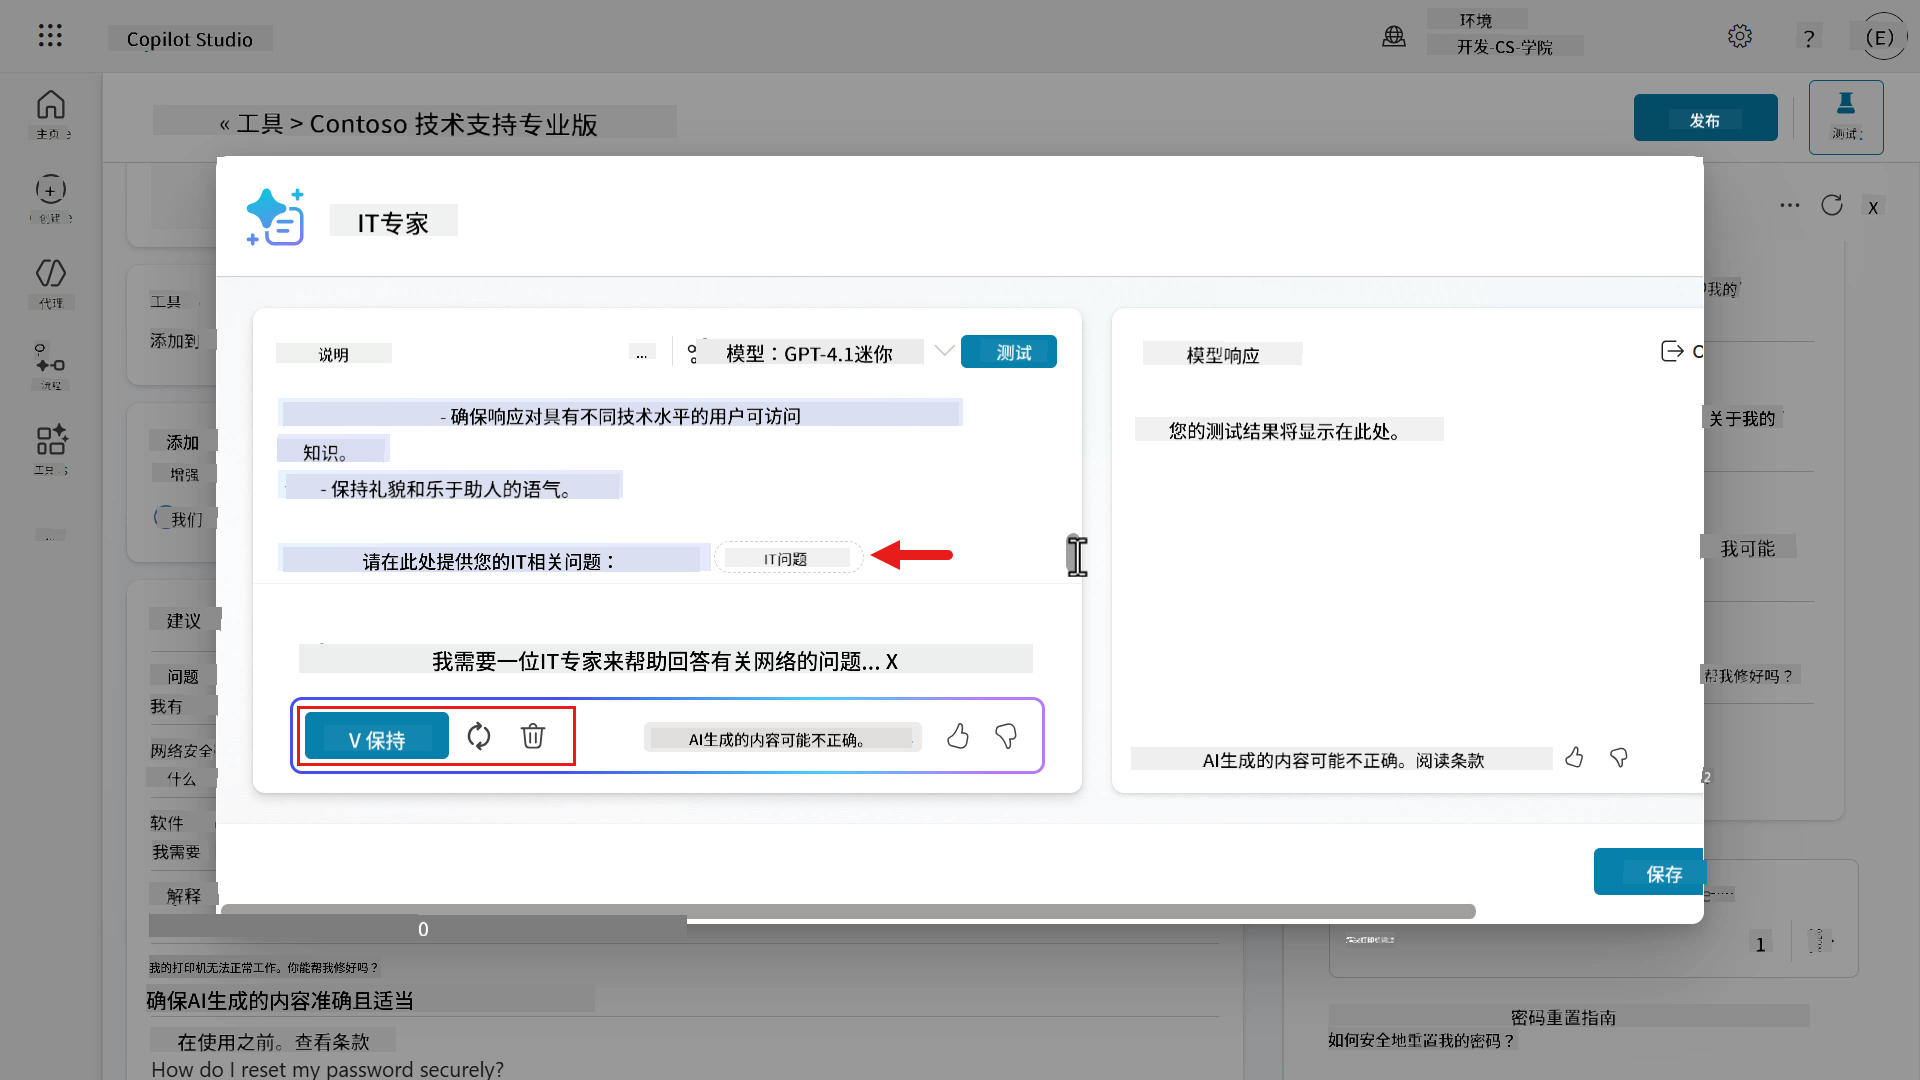 Copilot Studio
环境
开发-CS-学院
?
(E)
主页
创建
代理
流程
工具
...
« 工具 > Contoso 技术支持专业版
发布
测试
X
IT专家
说明
...
模型：GPT-4.1迷你
测试
- 确保响应对具有不同技术水平的用户可访问
知识。
- 保持礼貌和乐于助人的语气。
请在此处提供您的IT相关问题：
IT问题
我需要一位IT专家来帮助回答有关网络的问题... X
V 保持
AI生成的内容可能不正确。
模型响应
您的测试结果将显示在此处。
AI生成的内容可能不正确。阅读条款
保存
工具
添加到
添加
增强
我们
建议
问题
我有
网络安全
什么
软件
我需要
解释
0
我的打印机无法正常工作。你能帮我修好吗？
确保AI生成的内容准确且适当
在使用之前。查看条款
How do I reset my password securely?
我的
关于我的
我可能
帮我修好吗？
2
1
密码重置指南
如何安全地重置我的密码？